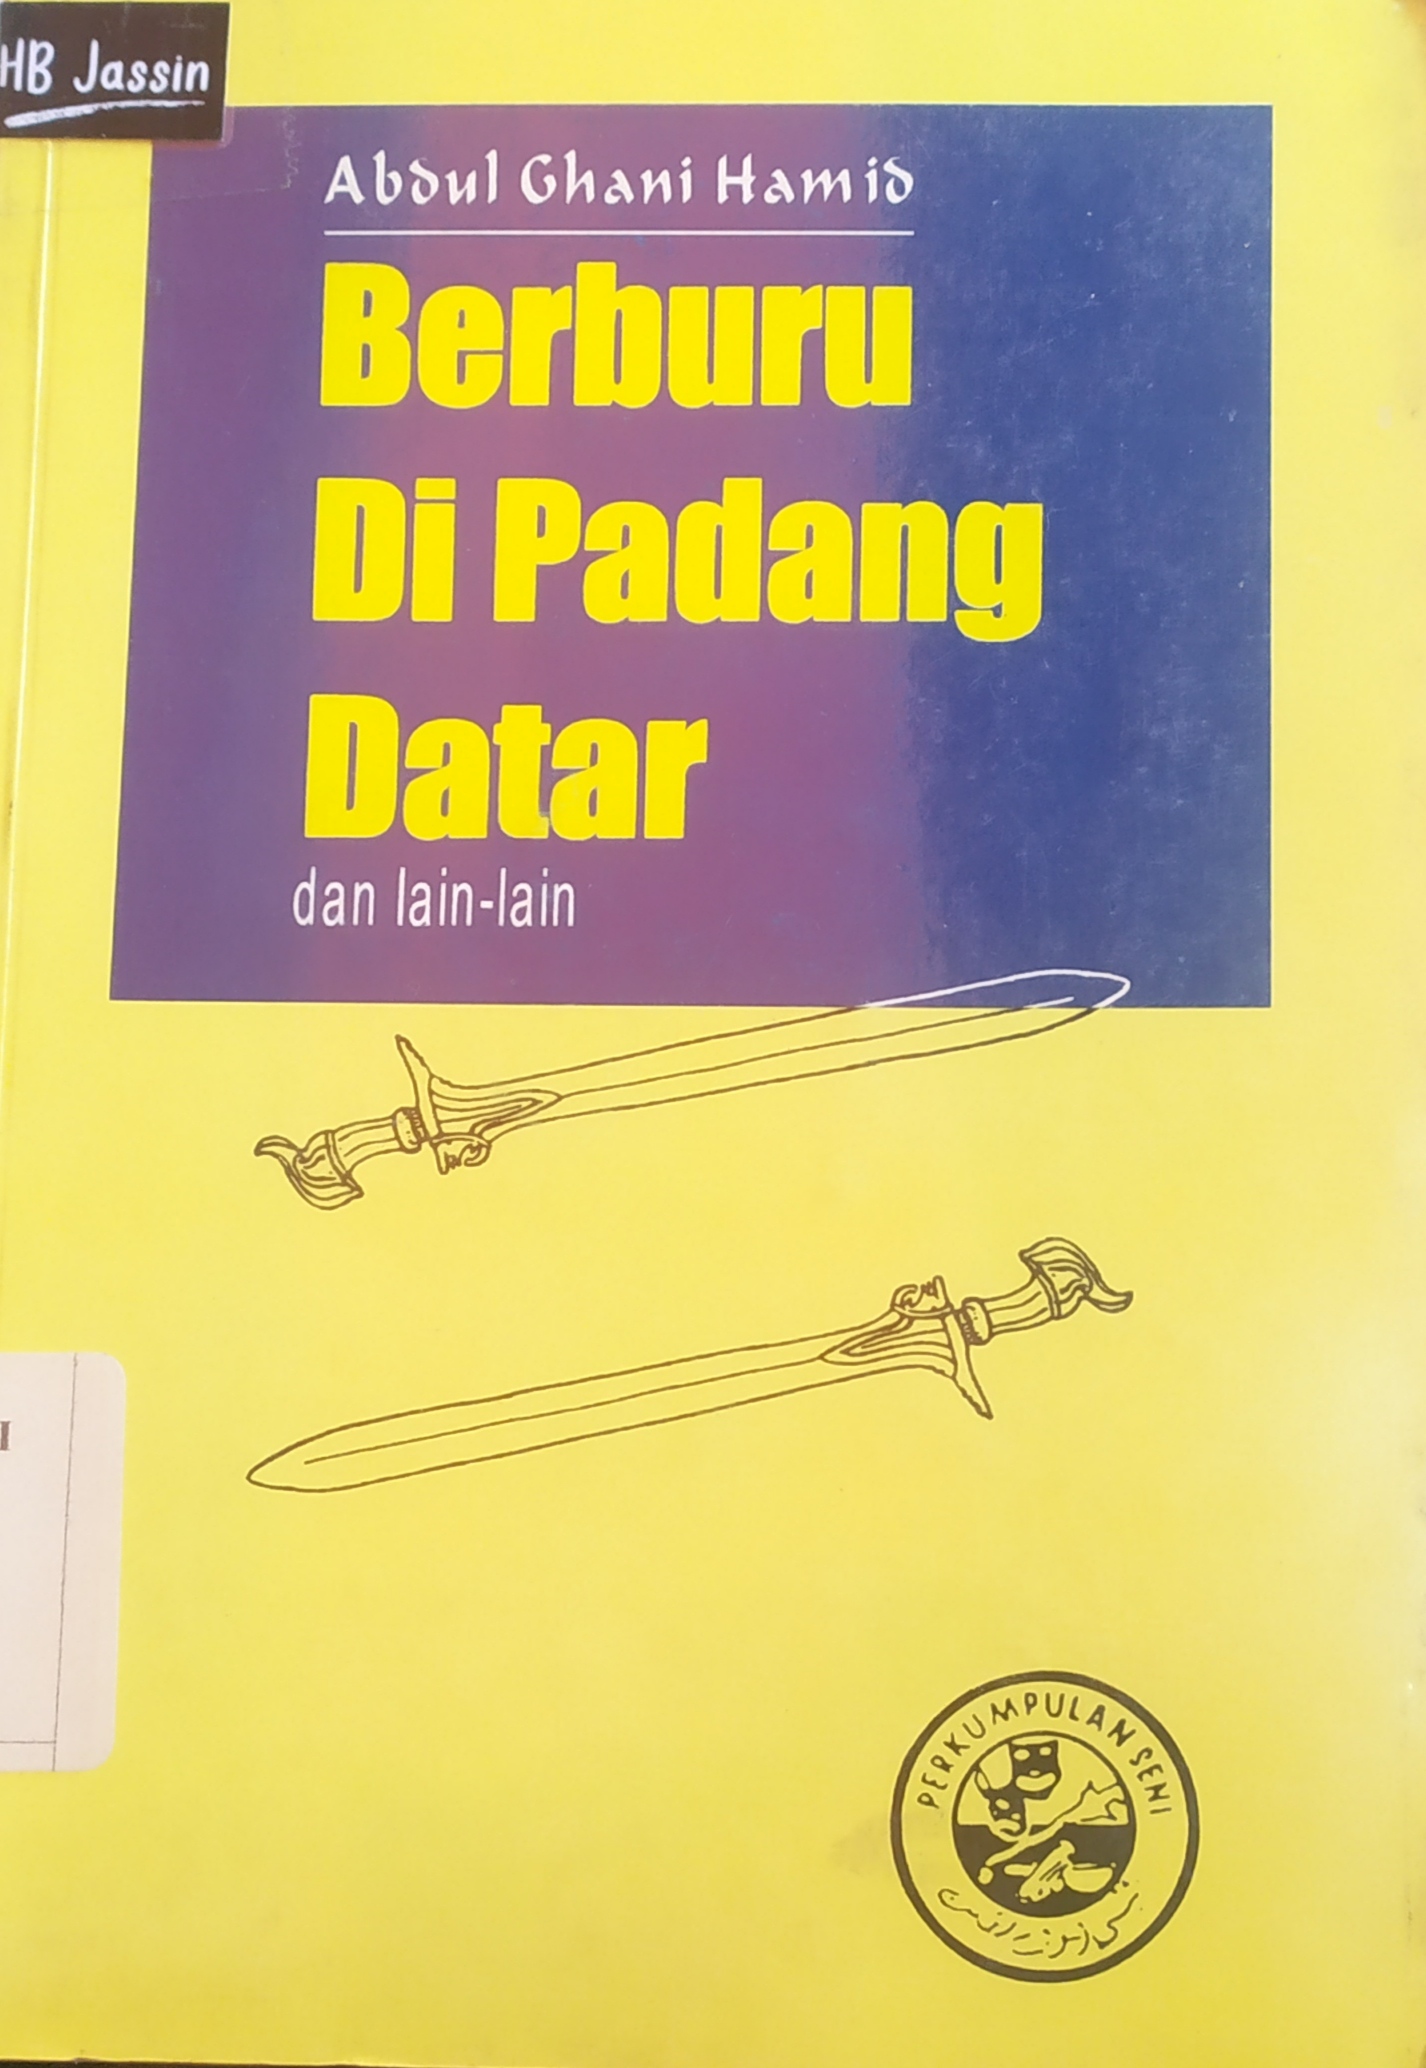 HB Jassin
Abdul Ghani Hamid
Berburu
Di Padang
Datar
dan lain-lain
I
PERKUMPULAN SENI